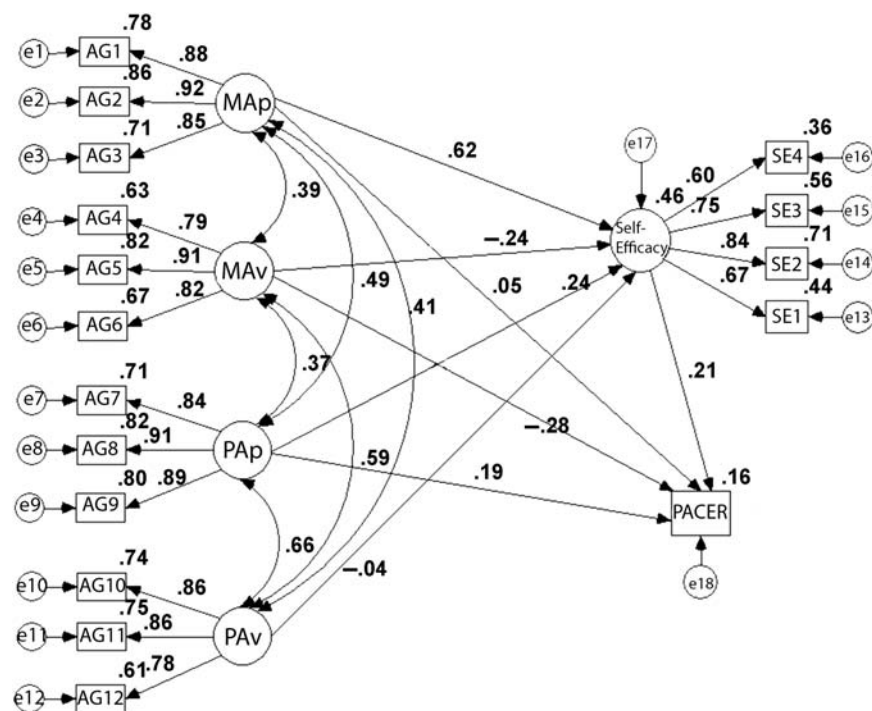 .78
e1 AG1 .88
.86
e2 AG2 .92 MAp
.71 .85
e3 AG3
.62
.39
.63
e4 AG4 .79
.82
e5 AG5 .91 MAv
.67 .82
e6 AG6
–.24
.49
.05
.24
.41
.37
e17
.46
Self-
Efficacy
.36
.60 SE4 e16
.56
.75 SE3 e15
.71
.84 SE2 e14
.44
.67 SE1 e13
.21
.71
e7 AG7 .84
.82
e8 AG8 .91 PAp
.80 .89
e9 AG9
–.28
.59
.19
.16
PACER
e18
.66
–.04
.74
e10 AG10 .86
.75
e11 AG11 .86 PAv
.61 .78
e12 AG12